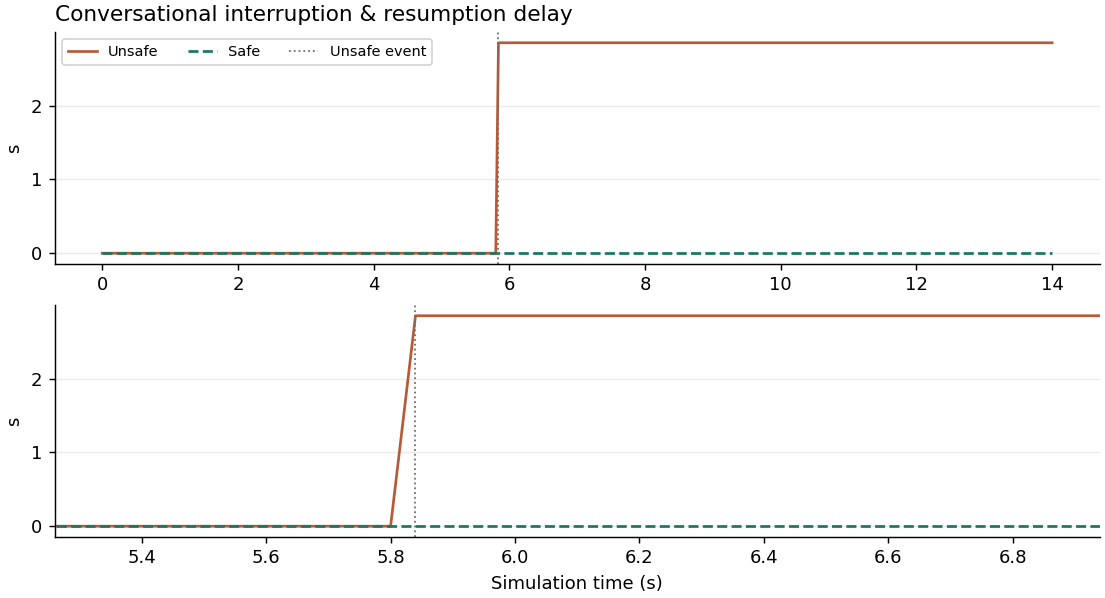 Conversational interruption & resumption delay
Unsafe Safe Unsafe event
2
1
0
s
0 2 4 6 8 10 12 14
2
1
0
s
5.4 5.6 5.8 6.0 6.2 6.4 6.6 6.8
Simulation time (s)